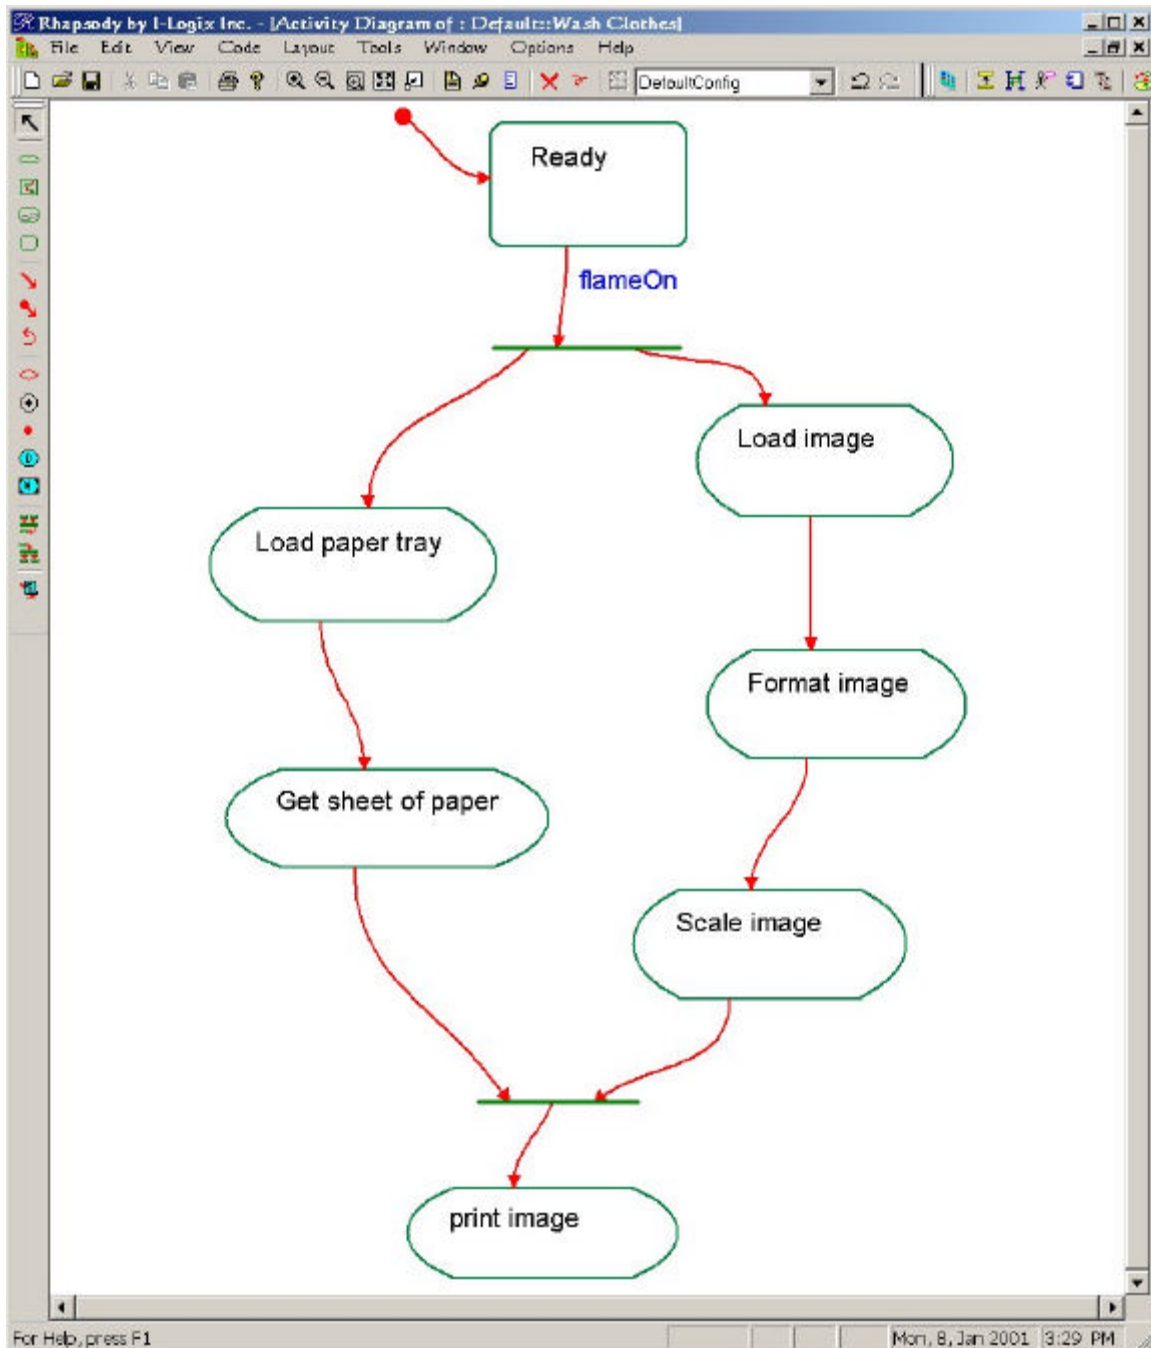 Rhapsody by I-Logix Inc. - [Activity Diagram of : Default::Wash Clothes]
File Edit View Code Layout Tools Window Options Help
DefaultConfig
Ready
flameOn
Load image
Load paper tray
Format image
Get sheet of paper
Scale image
print image
For Help, press F1
Mon, 8, Jan 2001 3:29 PM